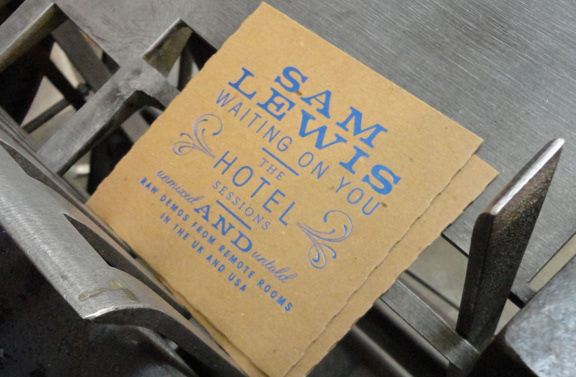 SAM
LEWIS
WAITING ON YOU
THE
HOTEL
SESSIONS
unmixed AND untold
RAW DEMOS FROM REMOTE ROOMS
IN THE UK AND USA